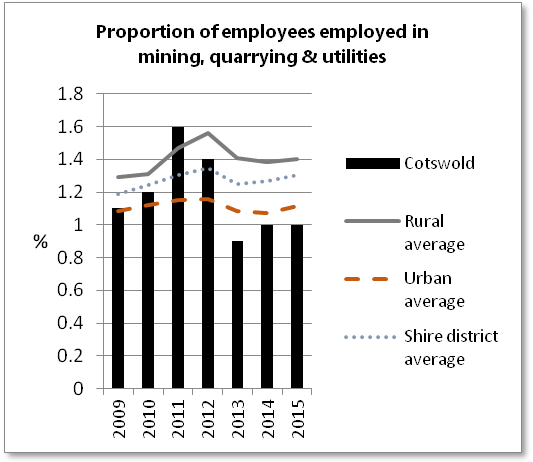 Proportion of employees employed in
mining, quarrying & utilities
1.8
1.6
1.4
1.2
1
0.8
0.6
0.4
0.2
0
%
2009
2010
2011
2012
2013
2014
2015
Cotswold
Rural
average
Urban
average
Shire district
average